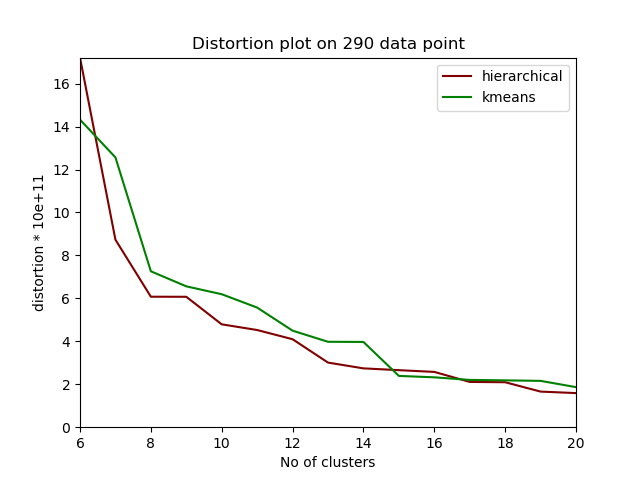 Distortion plot on 290 data point
hierarchical
kmeans
16
14
12
10
8
6
4
2
0
distortion * 10e+11
6 8 10 12 14 16 18 20
No of clusters